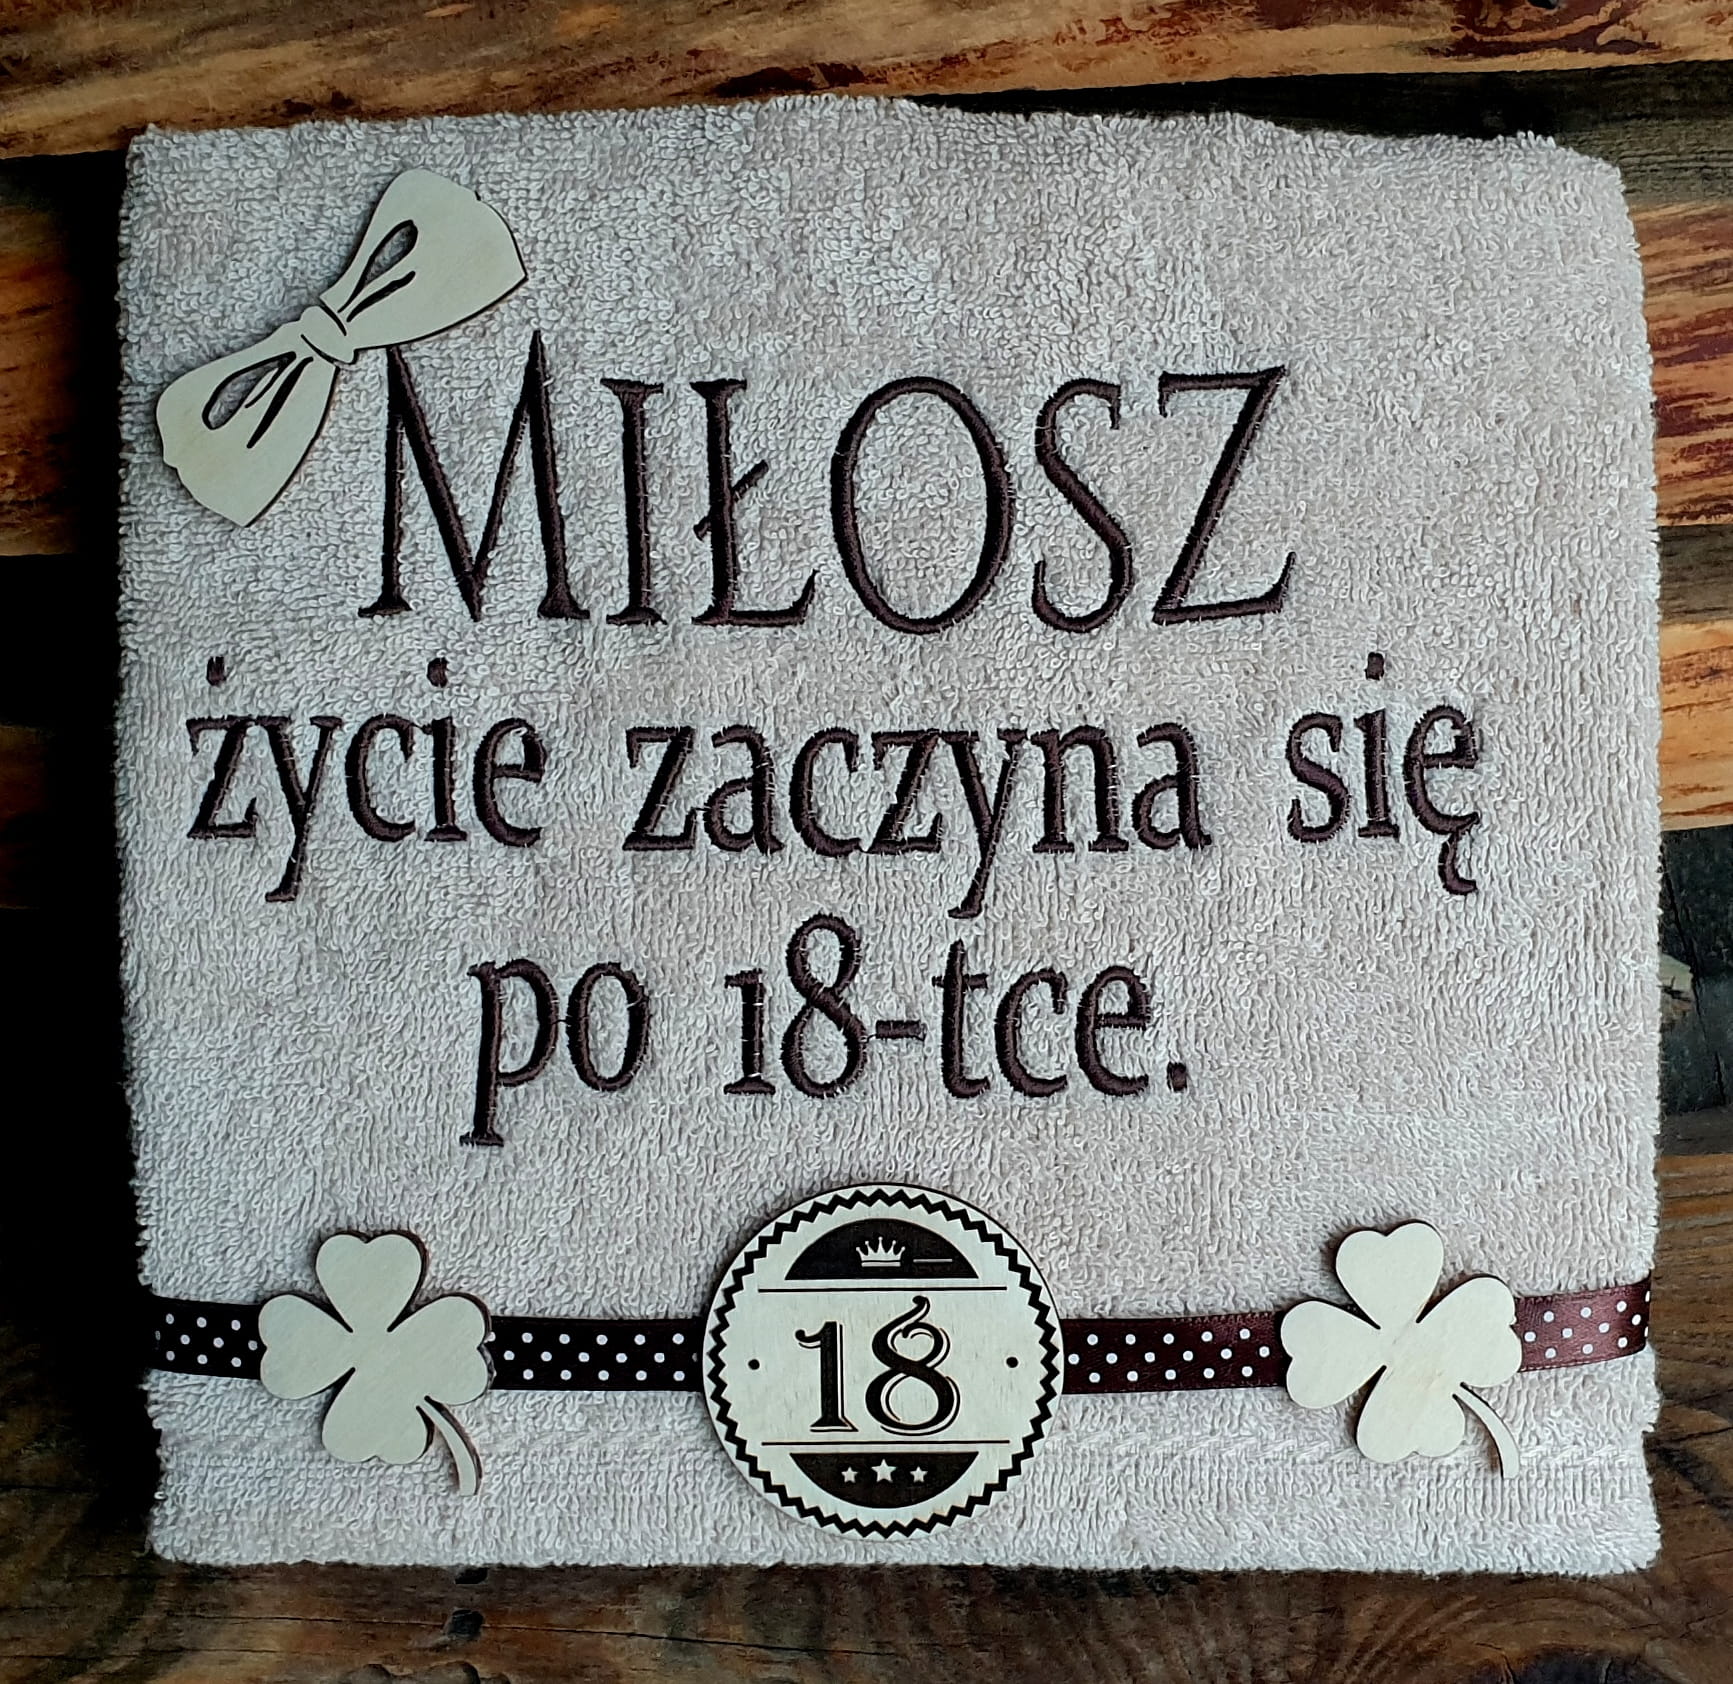 MIŁOSZ
życie zaczyna się
po 18-tce.
18